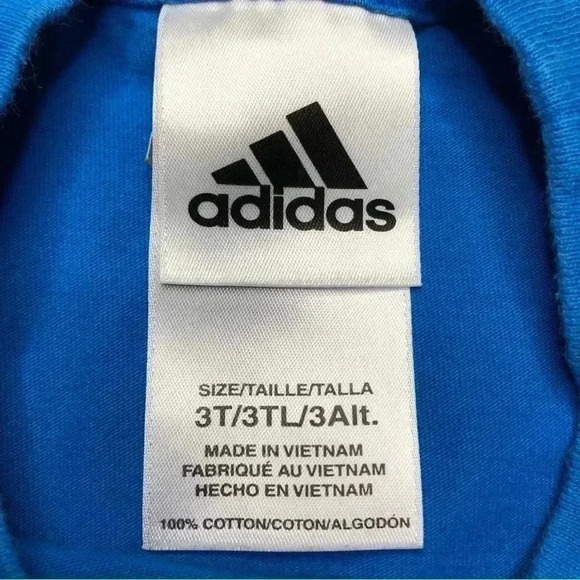 adidas
SIZE/TAILLE/TALLA
3T/3TL/3Alt.
MADE IN VIETNAM
FABRIQUÉ AU VIETNAM
HECHO EN VIETNAM
100% COTTON/COTON/ALGODÓN